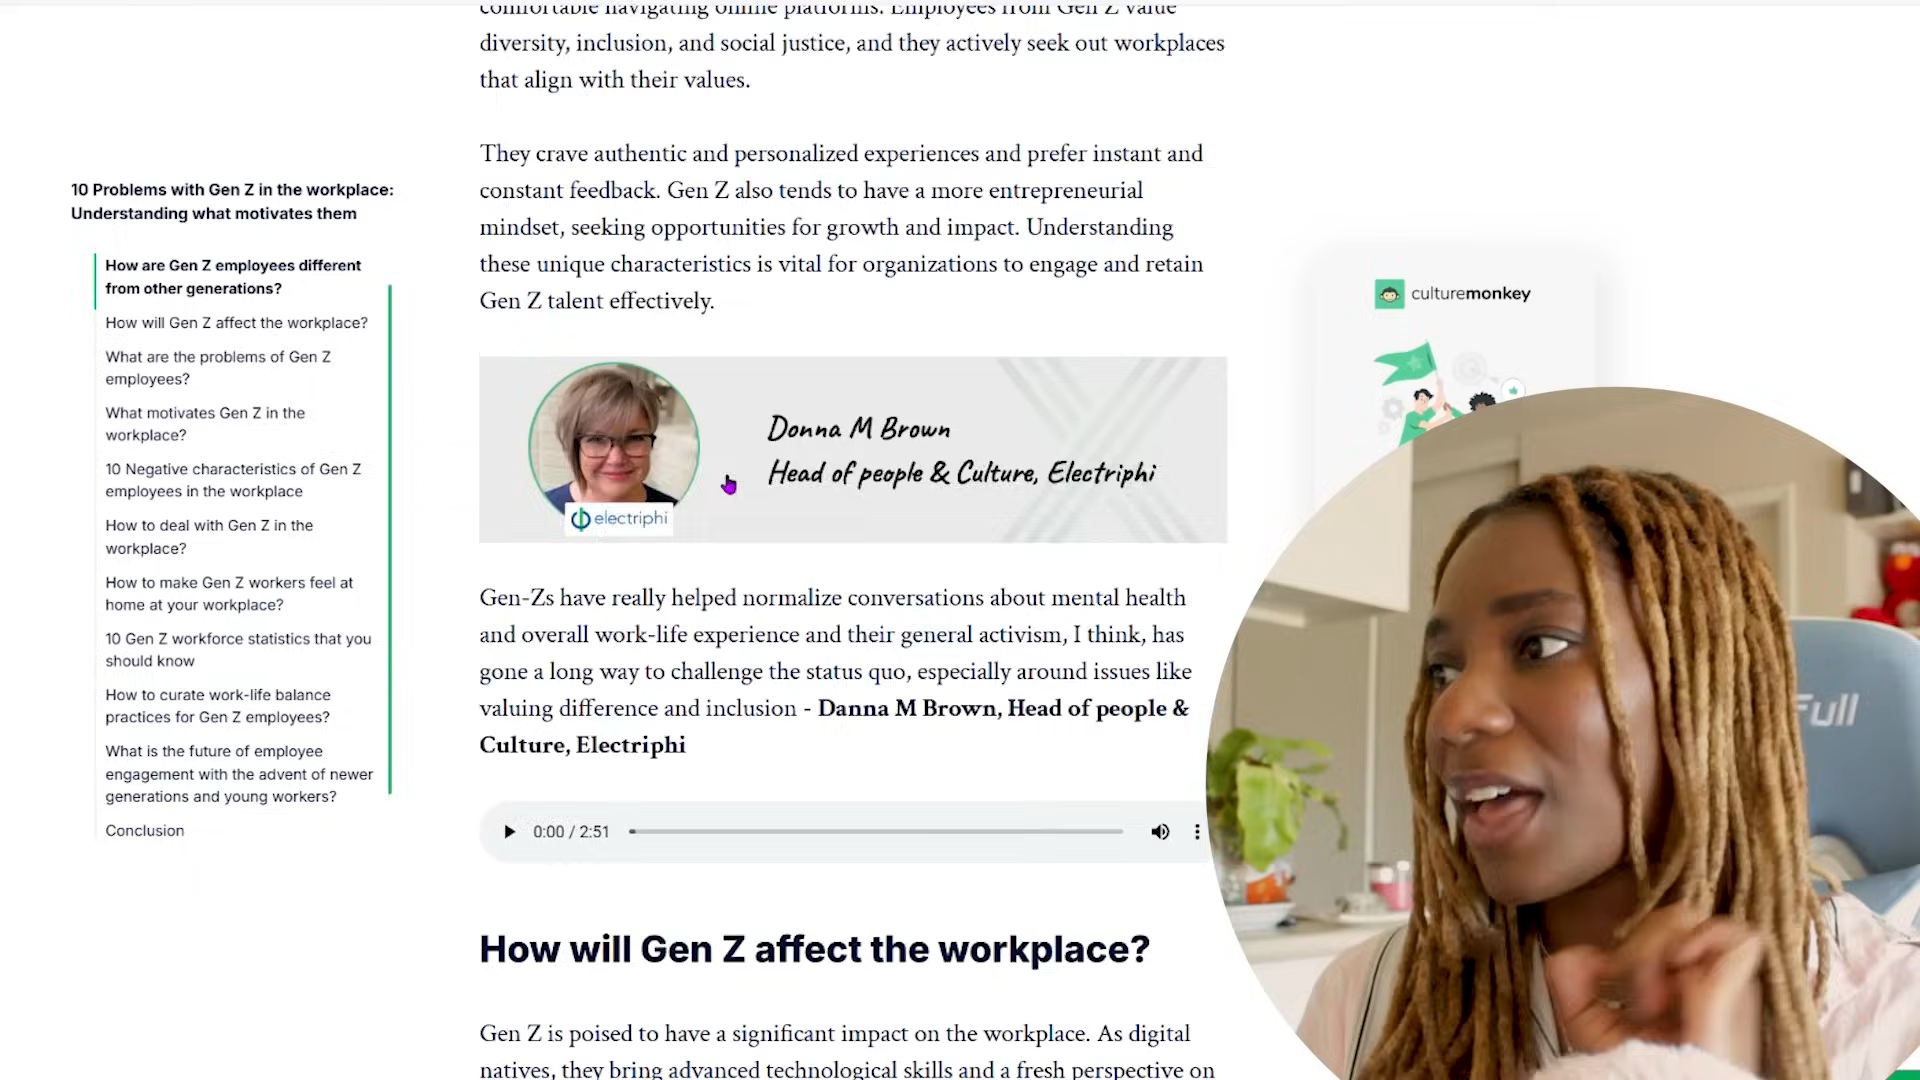 comfortable navigating online platforms. Employees from Gen Z value
diversity, inclusion, and social justice, and they actively seek out workplaces
that align with their values.
They crave authentic and personalized experiences and prefer instant and
constant feedback. Gen Z also tends to have a more entrepreneurial
mindset, seeking opportunities for growth and impact. Understanding
these unique characteristics is vital for organizations to engage and retain
Gen Z talent effectively.
10 Problems with Gen Z in the workplace:
Understanding what motivates them
How are Gen Z employees different
from other generations?
How will Gen Z affect the workplace?
What are the problems of Gen Z
employees?
What motivates Gen Z in the
workplace?
10 Negative characteristics of Gen Z
employees in the workplace
How to deal with Gen Z in the
workplace?
How to make Gen Z workers feel at
home at your workplace?
10 Gen Z workforce statistics that you
should know
How to curate work-life balance
practices for Gen Z employees?
What is the future of employee
engagement with the advent of newer
generations and young workers?
Conclusion
culturemonkey
Donna M Brown
Head of people & Culture, Electriphi
electriphi
Gen-Zs have really helped normalize conversations about mental health
and overall work-life experience and their general activism, I think, has
gone a long way to challenge the status quo, especially around issues like
valuing difference and inclusion - Danna M Brown, Head of people &
Culture, Electriphi
0:00 / 2:51
How will Gen Z affect the workplace?
Gen Z is poised to have a significant impact on the workplace. As digital
natives, they bring advanced technological skills and a fresh perspective on
Full